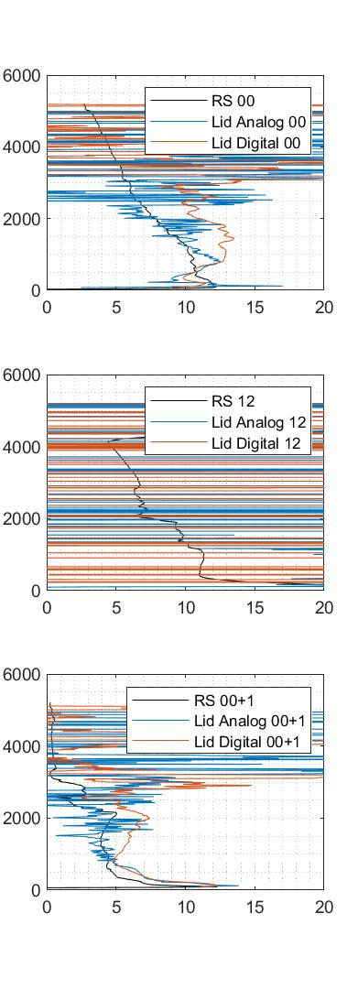 6000
RS 00
Lid Analog 00
Lid Digital 00
4000
2000
0
0 5 10 15 20
6000
RS 12
Lid Analog 12
Lid Digital 12
4000
2000
0
0 5 10 15 20
6000
RS 00+1
Lid Analog 00+1
Lid Digital 00+1
4000
2000
0
0 5 10 15 20